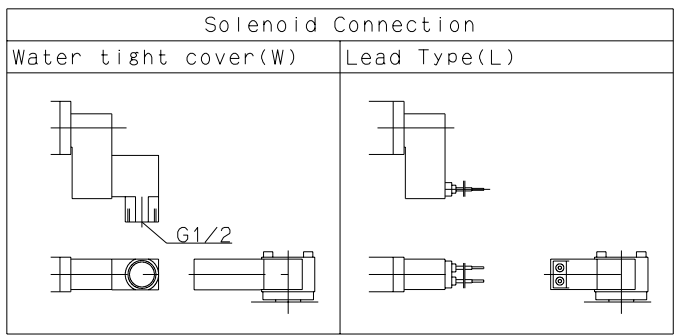 Solenoid Connection
Water tight cover(W)
Lead Type(L)
G1/2